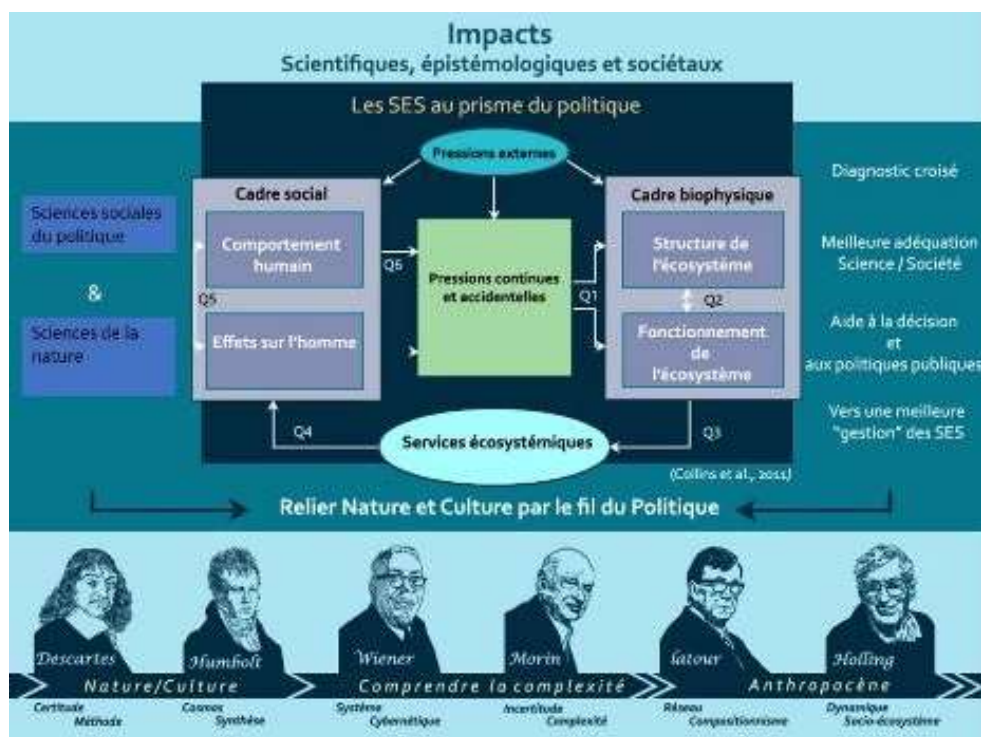 Impacts
Scientifiques, épistémologiques et sociétaux
Les SES au prisme du politique
Pressions externes
Sciences sociales
du politique
&
Sciences de la
nature
Cadre social
Comportement
humain
Q5
Effets sur l'homme
Q6
Pressions continues
et accidentelles
Q1
Cadre biophysique
Structure de
l'écosystème
Q2
Fonctionnement
de
l'écosystème
Q4
Services écosystémiques
Q3
(Collins et al., 2011)
Diagnostic croisé
Meilleure adéquation
Science / Société
Aide à la décision
et
aux politiques publiques
Vers une meilleure
"gestion" des SES
Relier Nature et Culture par le fil du Politique
Descartes
Humbolt
Wiener
Morin
latour
Holling
Nature/Culture
Comprendre la complexité
Anthropocène
Certitude
Méthode
Cosmos
Synthèse
Système
Cybernétique
Incertitude
Complexité
Réseau
Compositionnisme
Dynamique
Socio-écosystème